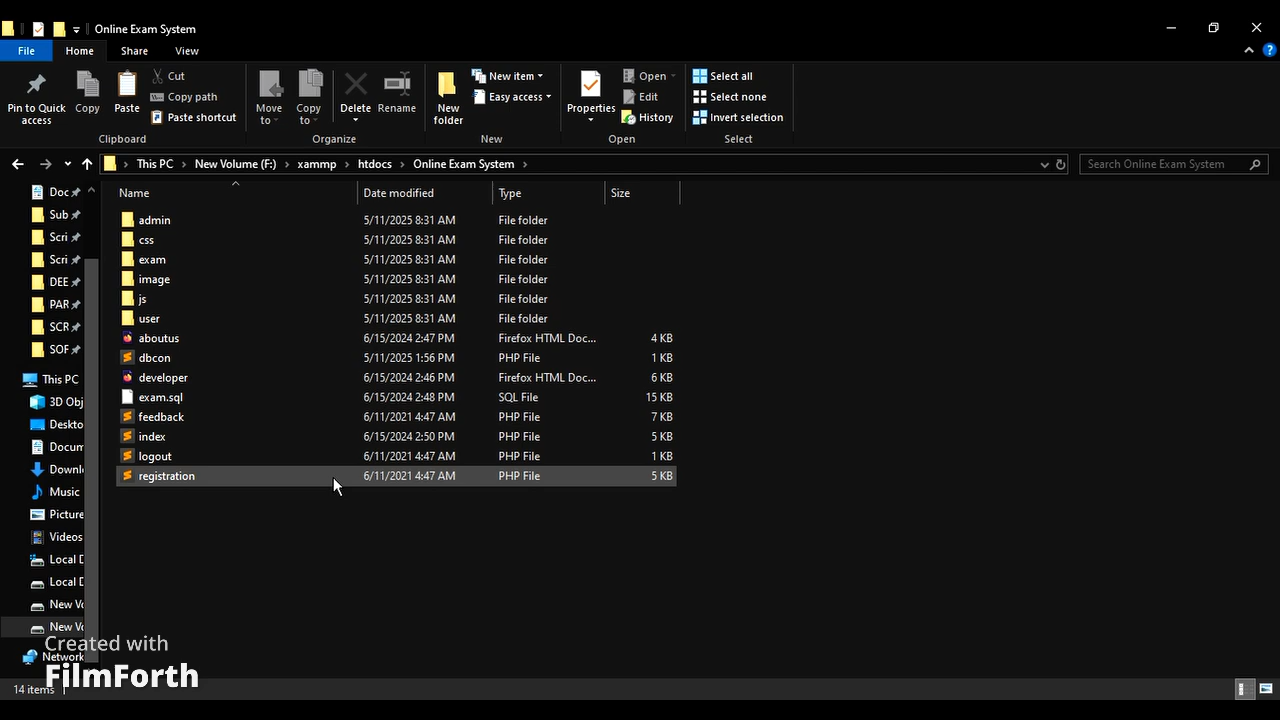 Online Exam System
File Home Share View
Pin to Quick access
Copy
Paste
Cut
Copy path
Paste shortcut
Clipboard
Move to
Copy to
Delete
Rename
Organize
New folder
New item
Easy access
New
Properties
Open
Edit
History
Open
Select all
Select none
Invert selection
Select
This PC New Volume (F:) xammp htdocs Online Exam System
Search Online Exam System
Name Date modified Type Size
admin 5/11/2025 8:31 AM File folder
css 5/11/2025 8:31 AM File folder
exam 5/11/2025 8:31 AM File folder
image 5/11/2025 8:31 AM File folder
js 5/11/2025 8:31 AM File folder
user 5/11/2025 8:31 AM File folder
aboutus 6/15/2024 2:47 PM Firefox HTML Doc... 4 KB
dbcon 5/11/2025 1:56 PM PHP File 1 KB
developer 6/15/2024 2:46 PM Firefox HTML Doc... 6 KB
exam.sql 6/15/2024 2:48 PM SQL File 15 KB
feedback 6/11/2021 4:47 AM PHP File 7 KB
index 6/15/2024 2:50 PM PHP File 5 KB
logout 6/11/2021 4:47 AM PHP File 1 KB
registration 6/11/2021 4:47 AM PHP File 5 KB
Doc
Sub
Scri
Scri
DEE
PAR
SCR
SOF
This PC
3D Obj
Deskto
Docum
Downl
Music
Picture
Videos
Local D
Local D
New Vo
New Vo
Network
Created with
FilmForth
14 items